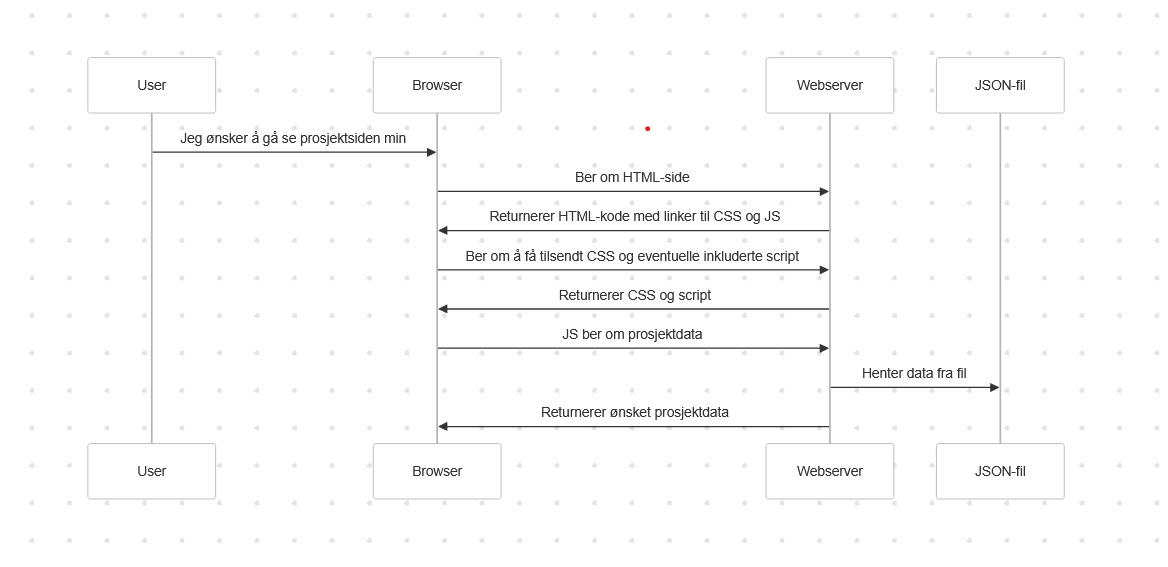 User
Browser
Webserver
JSON-fil
Jeg ønsker å gå se prosjektsiden min
Ber om HTML-side
Returnerer HTML-kode med linker til CSS og JS
Ber om å få tilsendt CSS og eventuelle inkluderte script
Returnerer CSS og script
JS ber om prosjektdata
Henter data fra fil
Returnerer ønsket prosjektdata
User
Browser
Webserver
JSON-fil